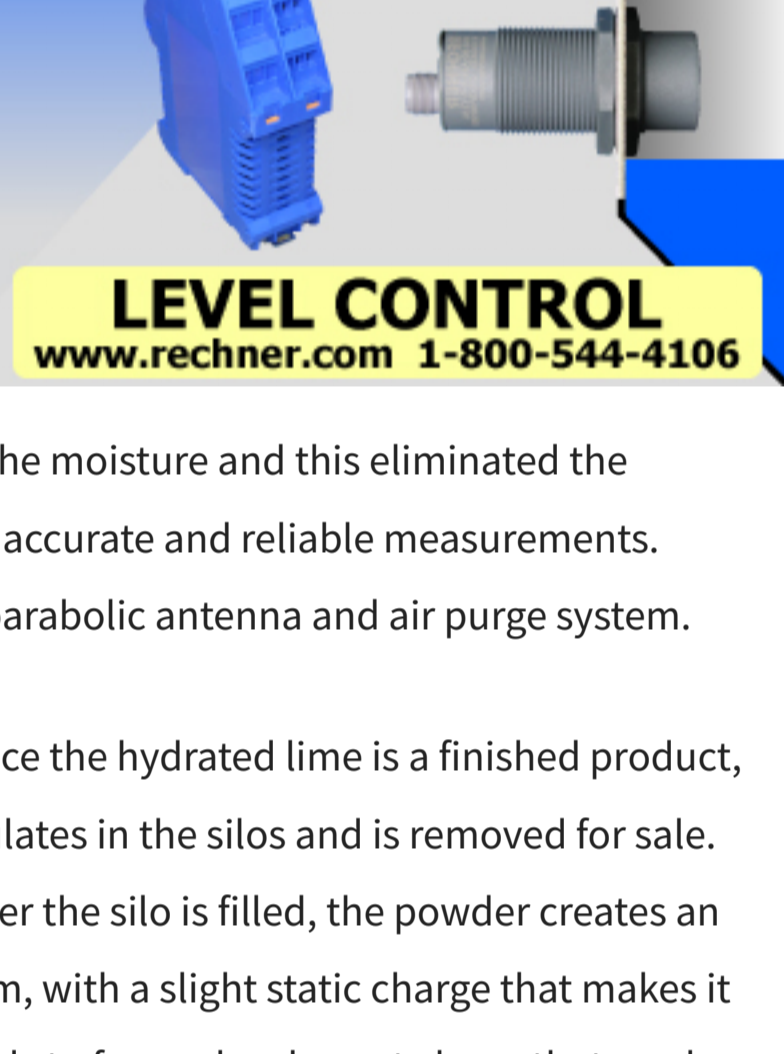 LEVEL CONTROL
www.rechner.com 1-800-544-4106
he moisture and this eliminated the
accurate and reliable measurements.
arabolic antenna and air purge system.
ce the hydrated lime is a finished product,
lates in the silos and is removed for sale.
er the silo is filled, the powder creates an
m, with a slight static charge that makes it